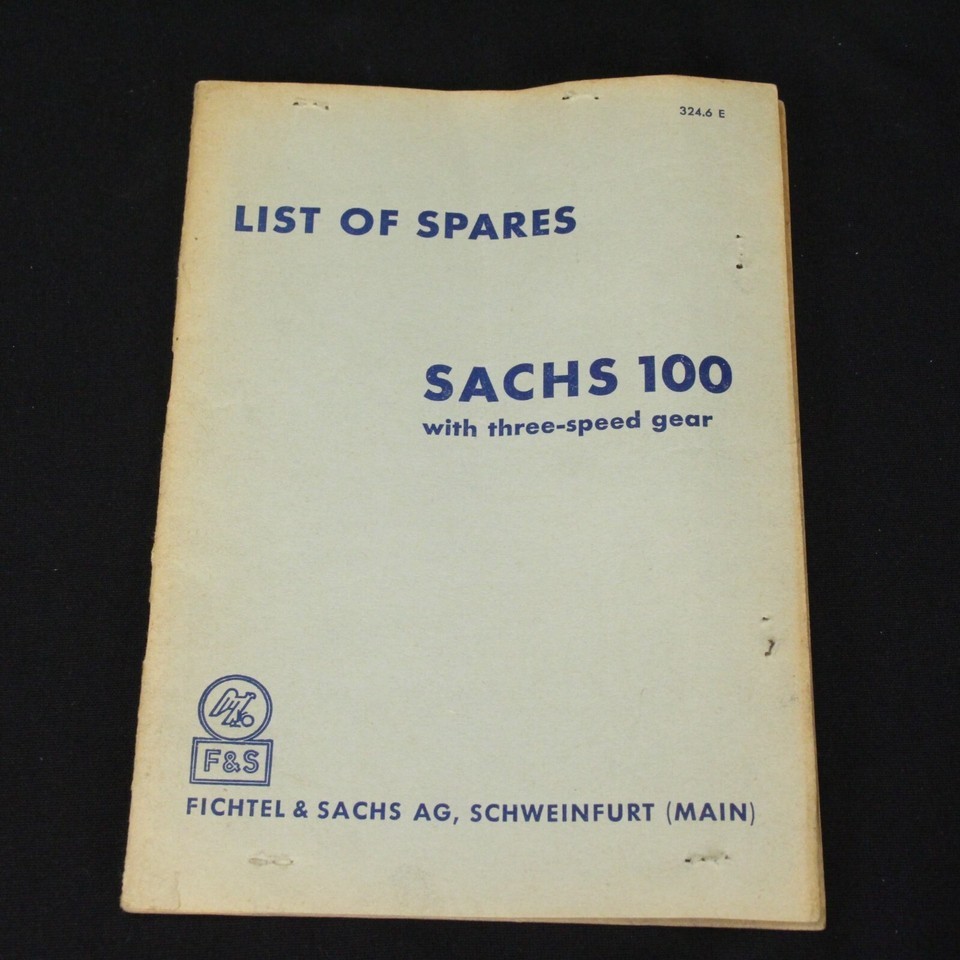 324.6 E
LIST OF SPARES
SACHS 100
with three-speed gear
F&S
FICHTEL & SACHS AG, SCHWEINFURT (MAIN)